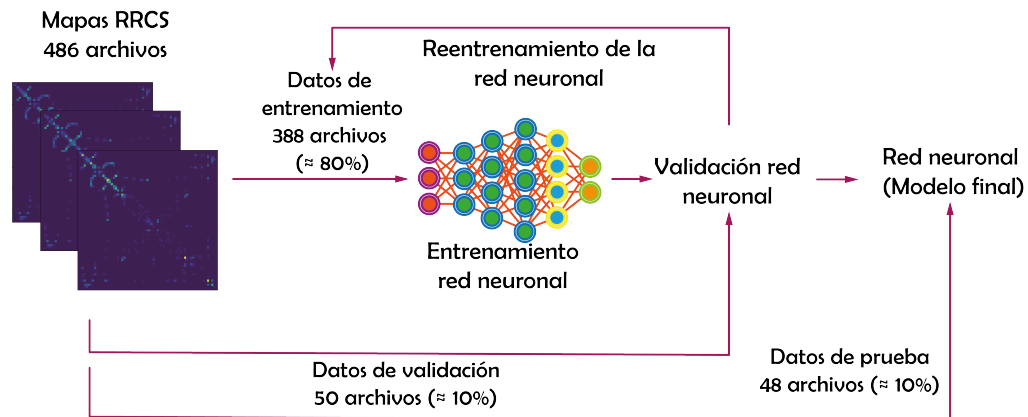 Mapas RRCS
486 archivos
Reentrenamiento de la
red neuronal
Datos de
entrenamiento
388 archivos
(≈ 80%)
Entrenamiento
red neuronal
Validación red
neuronal
Red neuronal
(Modelo final)
Datos de validación
50 archivos (≈ 10%)
Datos de prueba
48 archivos (≈ 10%)